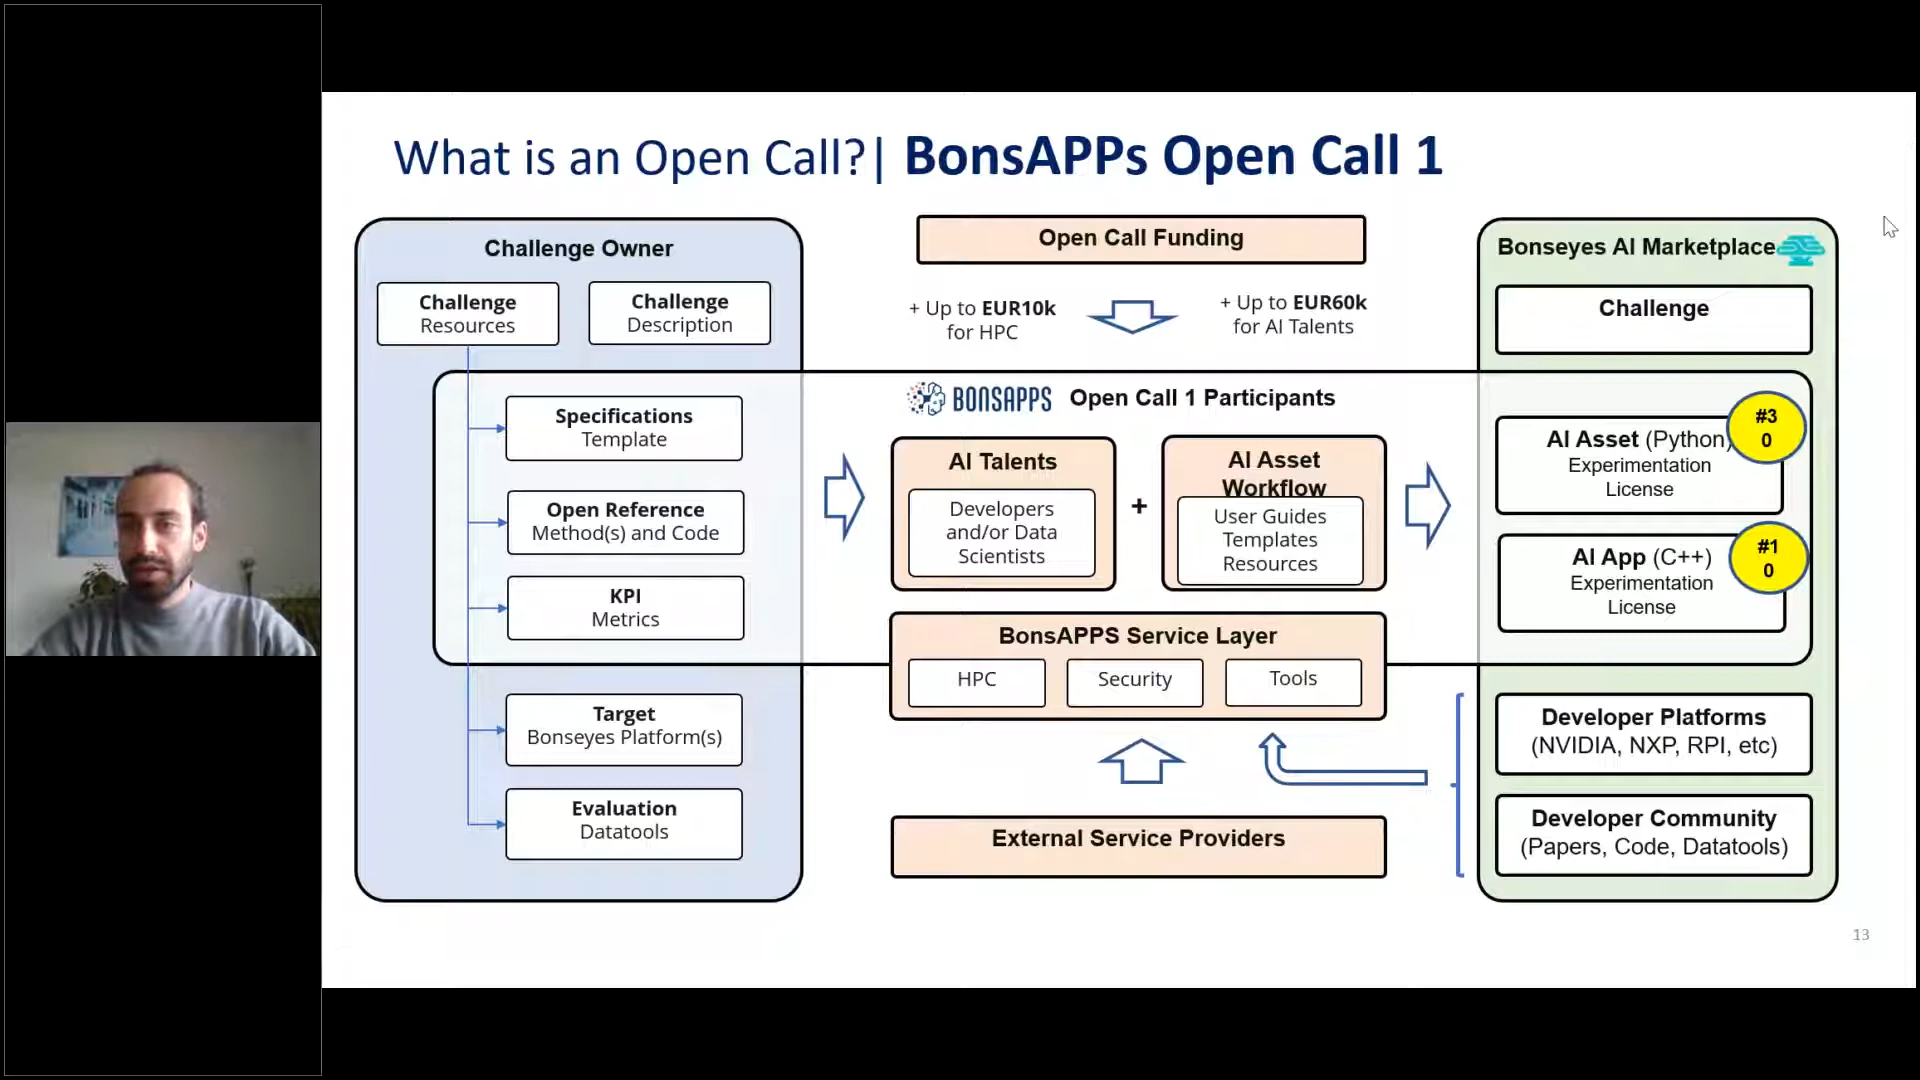 What is an Open Call?| BonsAPPs Open Call 1
Challenge Owner
Challenge
Resources
Challenge
Description
Specifications
Template
Open Reference
Method(s) and Code
KPI
Metrics
Target
Bonseyes Platform(s)
Evaluation
Datatools
Open Call Funding
+ Up to EUR10k
for HPC
+ Up to EUR60k
for AI Talents
BONSAPPS Open Call 1 Participants
AI Talents
Developers
and/or Data
Scientists
+
AI Asset
Workflow
User Guides
Templates
Resources
BonsAPPS Service Layer
HPC
Security
Tools
External Service Providers
Bonseyes AI Marketplace
Challenge
AI Asset (Python)
Experimentation
License
#3
0
AI App (C++)
Experimentation
License
#1
0
Developer Platforms
(NVIDIA, NXP, RPI, etc)
Developer Community
(Papers, Code, Datatools)
13